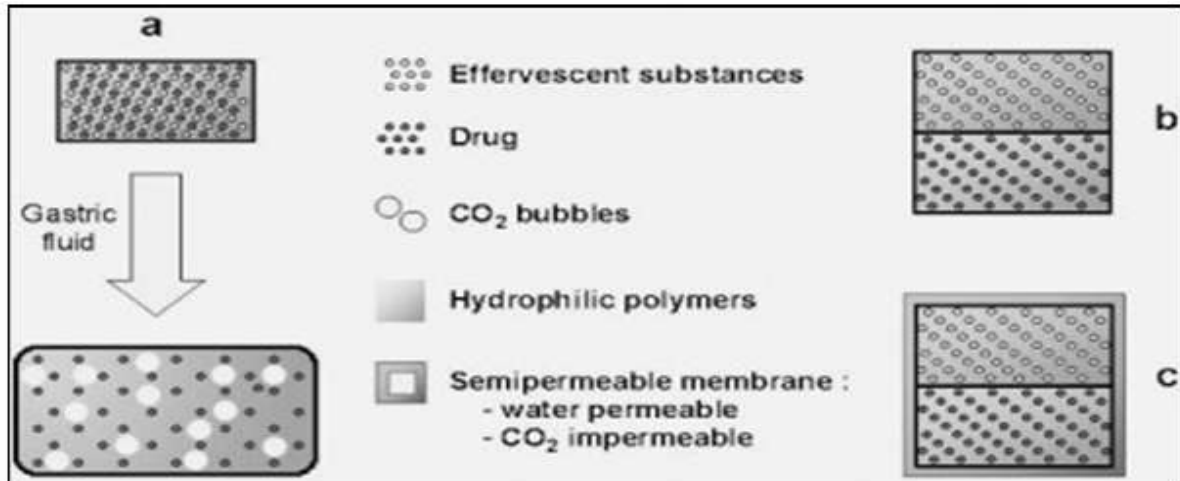 a
Effervescent substances
Drug
CO₂ bubbles
Hydrophilic polymers
Semipermeable membrane :
- water permeable
- CO₂ impermeable
Gastric
fluid
b
c